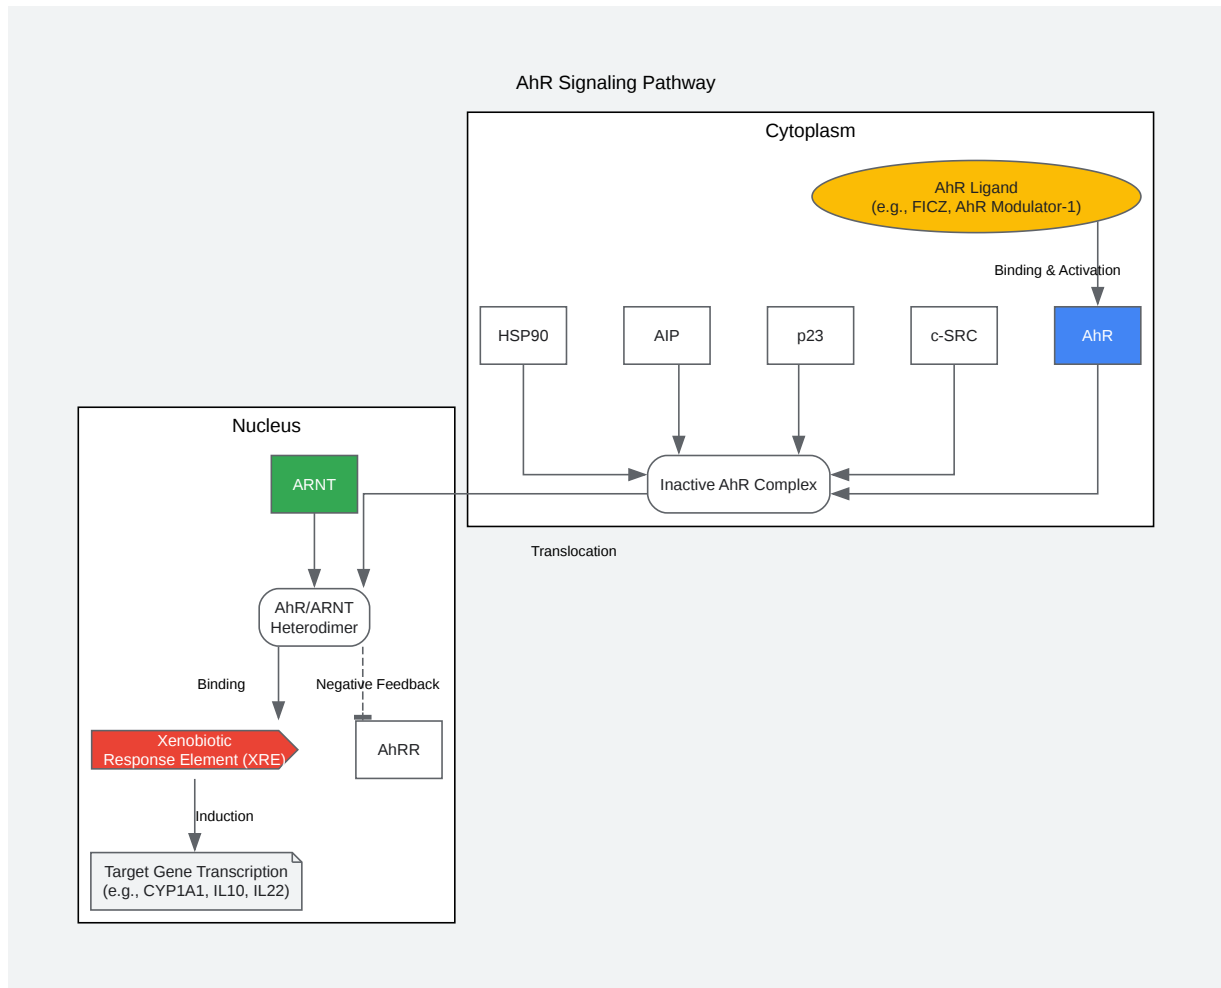 AhR Signaling Pathway
Cytoplasm
AhR Ligand
(e.g., FICZ, AhR Modulator-1)
Binding & Activation
HSP90
AIP
p23
c-SRC
AhR
Inactive AhR Complex
Translocation
Nucleus
ARNT
AhR/ARNT
Heterodimer
Binding
Negative Feedback
Xenobiotic
Response Element (XRE)
AhRR
Induction
Target Gene Transcription
(e.g., CYP1A1, IL10, IL22)